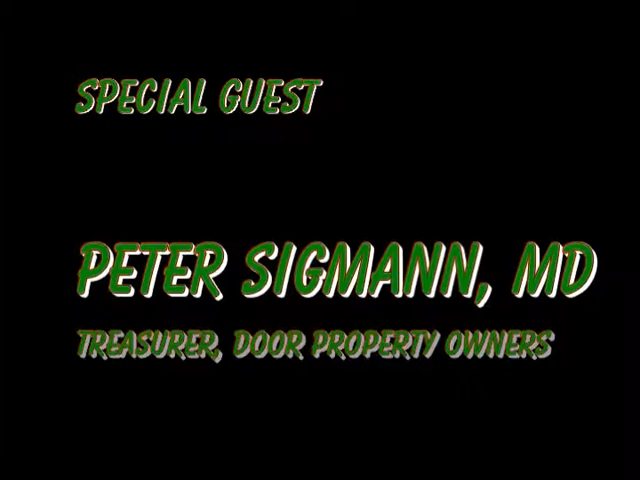 SPECIAL GUEST
PETER SIGMANN, MD
TREASURER, DOOR PROPERTY OWNERS